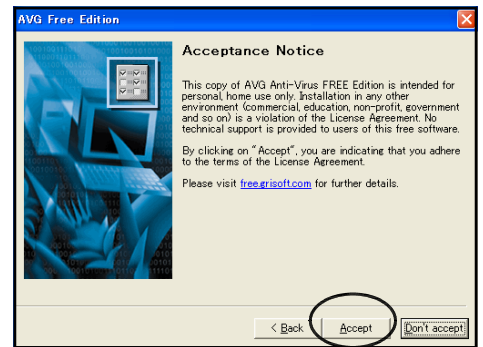 AVG Free Edition
Acceptance Notice
This copy of AVG Anti-Virus FREE Edition is intended for
personal, home use only. Installation in any other
environment (commercial, education, non-profit, government
and so on) is a violation of the License Agreement. No
technical support is provided to users of this free software.
By clicking on "Accept", you are indicating that you adhere
to the terms of the License Agreement.
Please visit free.grisoft.com for further details.
< Back Accept Don't accept